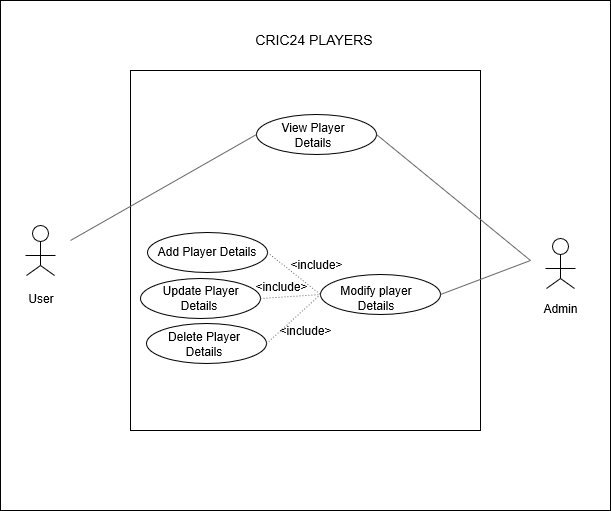 CRIC24 PLAYERS
View Player
Details
Add Player Details
<include>
Update Player
Details
<include>
Modify player
Details
Delete Player
Details
<include>
User
Admin